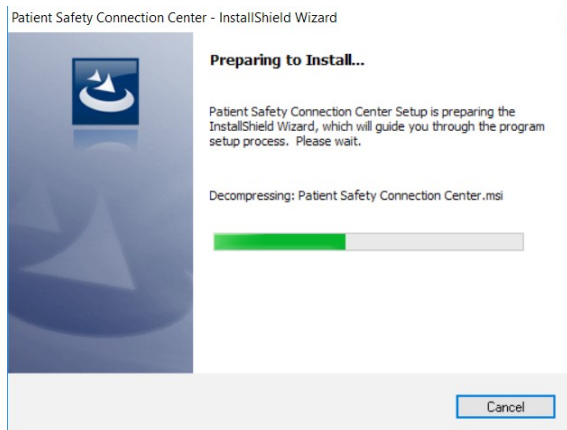 Patient Safety Connection Center - InstallShield Wizard
Preparing to Install...
Patient Safety Connection Center Setup is preparing the
InstallShield Wizard, which will guide you through the program
setup process. Please wait.
Decompressing: Patient Safety Connection Center.msi
Cancel